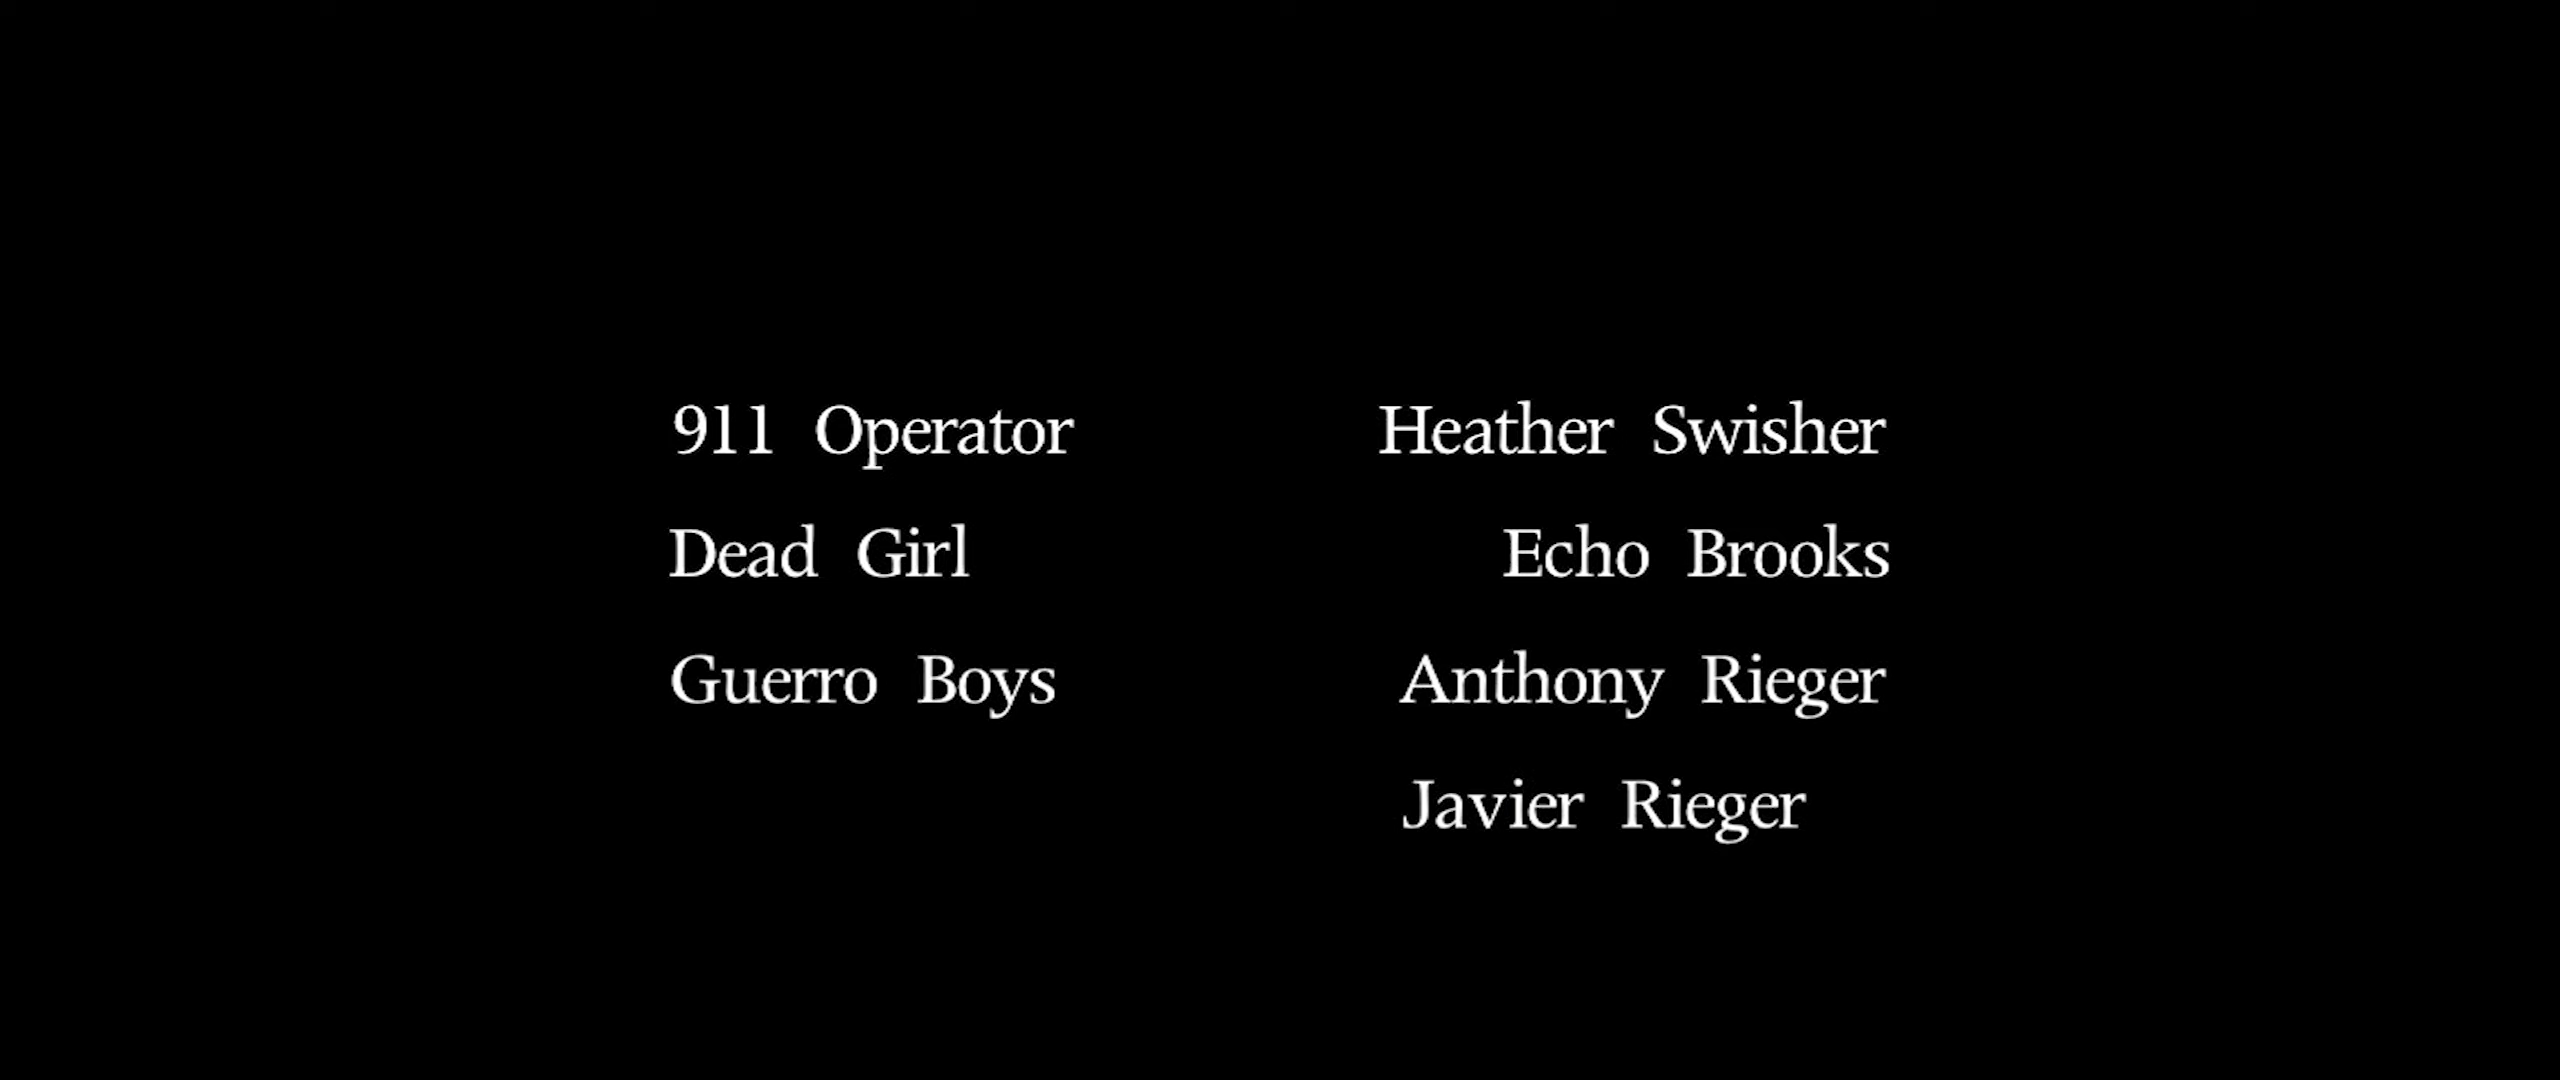 911 Operator Heather Swisher
Dead Girl Echo Brooks
Guerro Boys Anthony Rieger
Javier Rieger